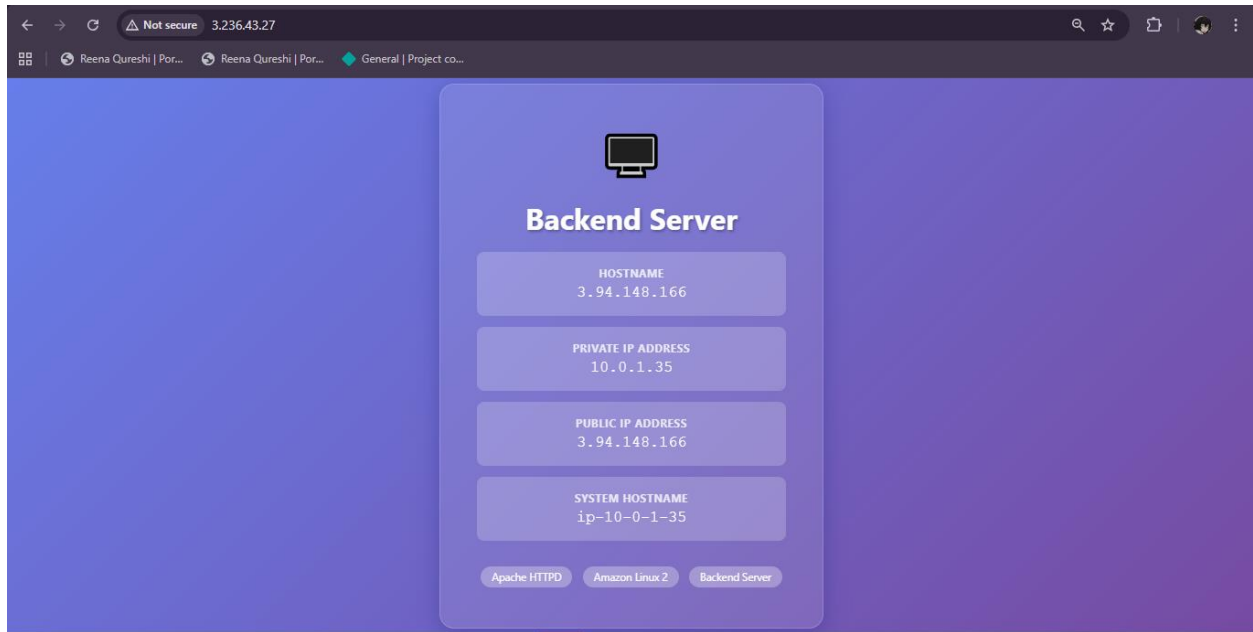 Not secure 3.236.43.27
Reena Qureshi | Por... Reena Qureshi | Por... General | Project co...
Backend Server
HOSTNAME
3.94.148.166
PRIVATE IP ADDRESS
10.0.1.35
PUBLIC IP ADDRESS
3.94.148.166
SYSTEM HOSTNAME
ip-10-0-1-35
Apache HTTPD Amazon Linux 2 Backend Server